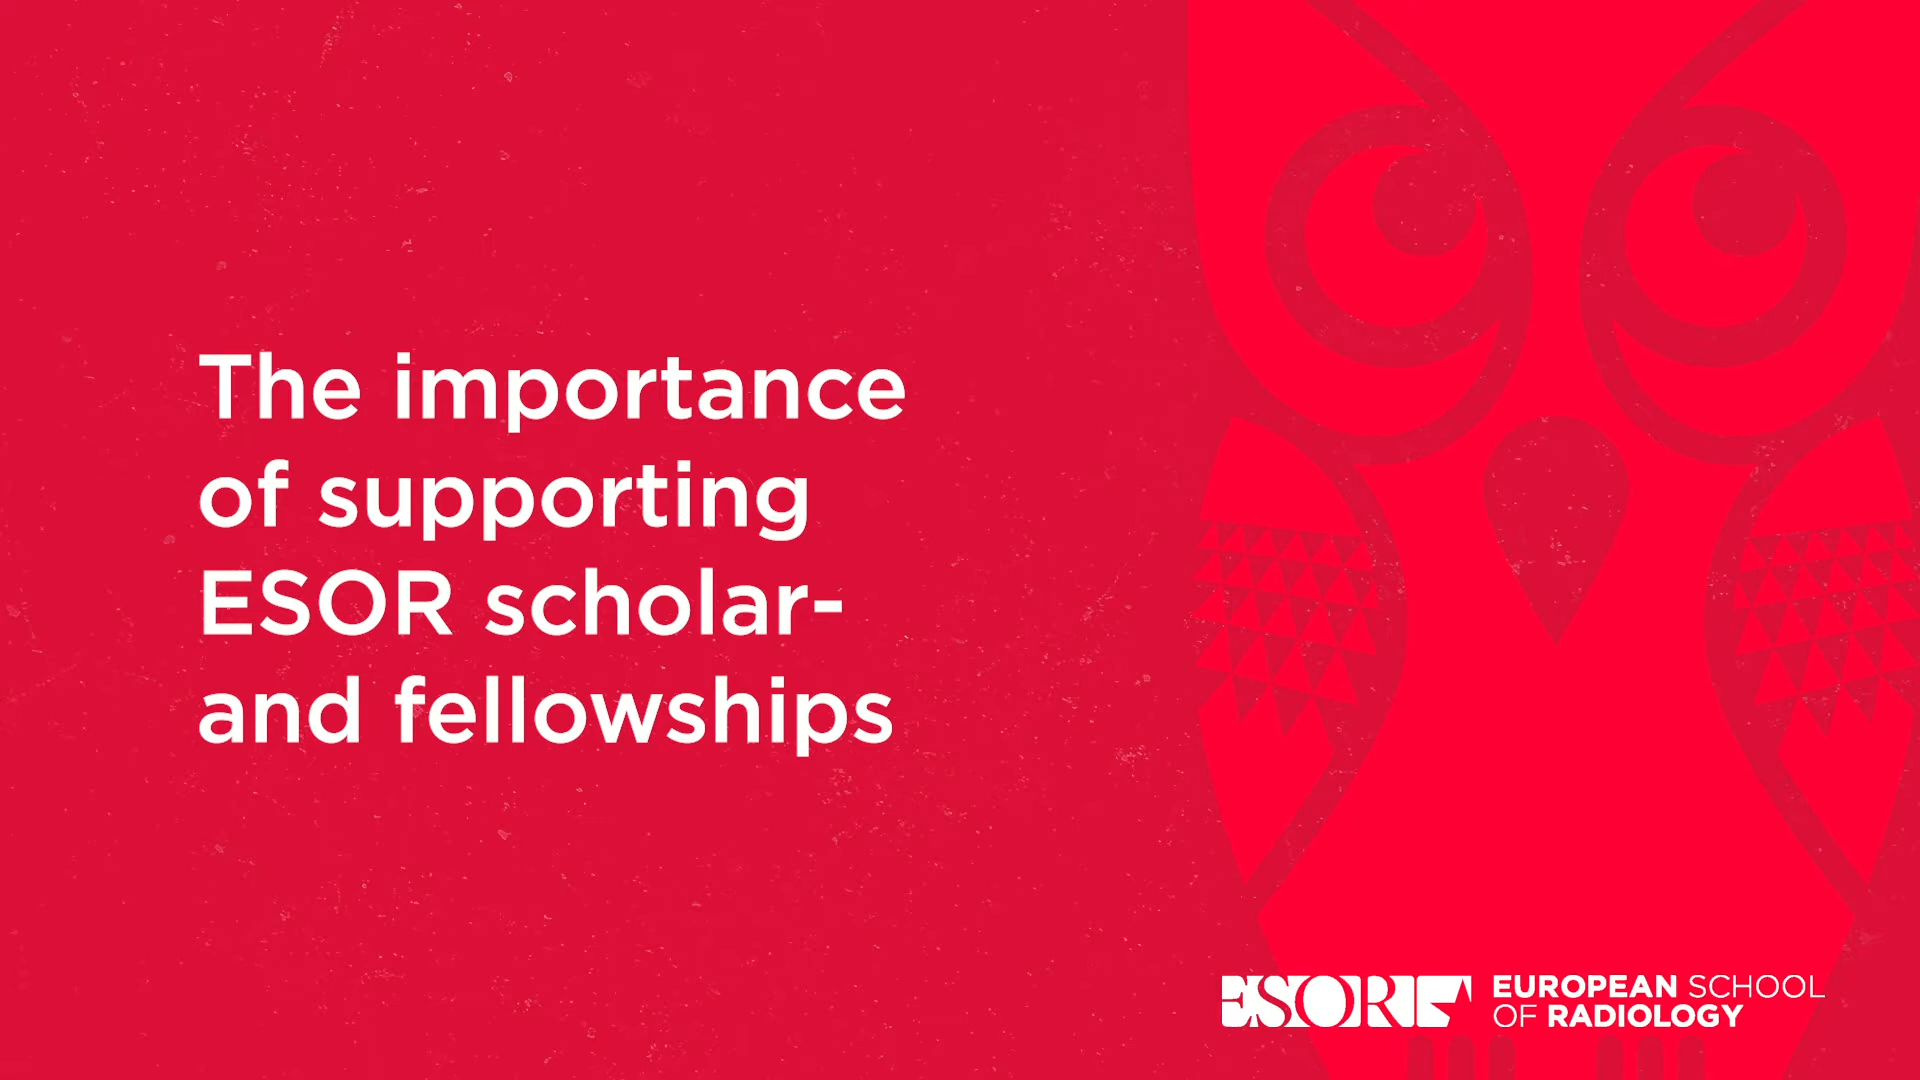 The importance
of supporting
ESOR scholar-
and fellowships
ESOR
EUROPEAN SCHOOL
OF RADIOLOGY